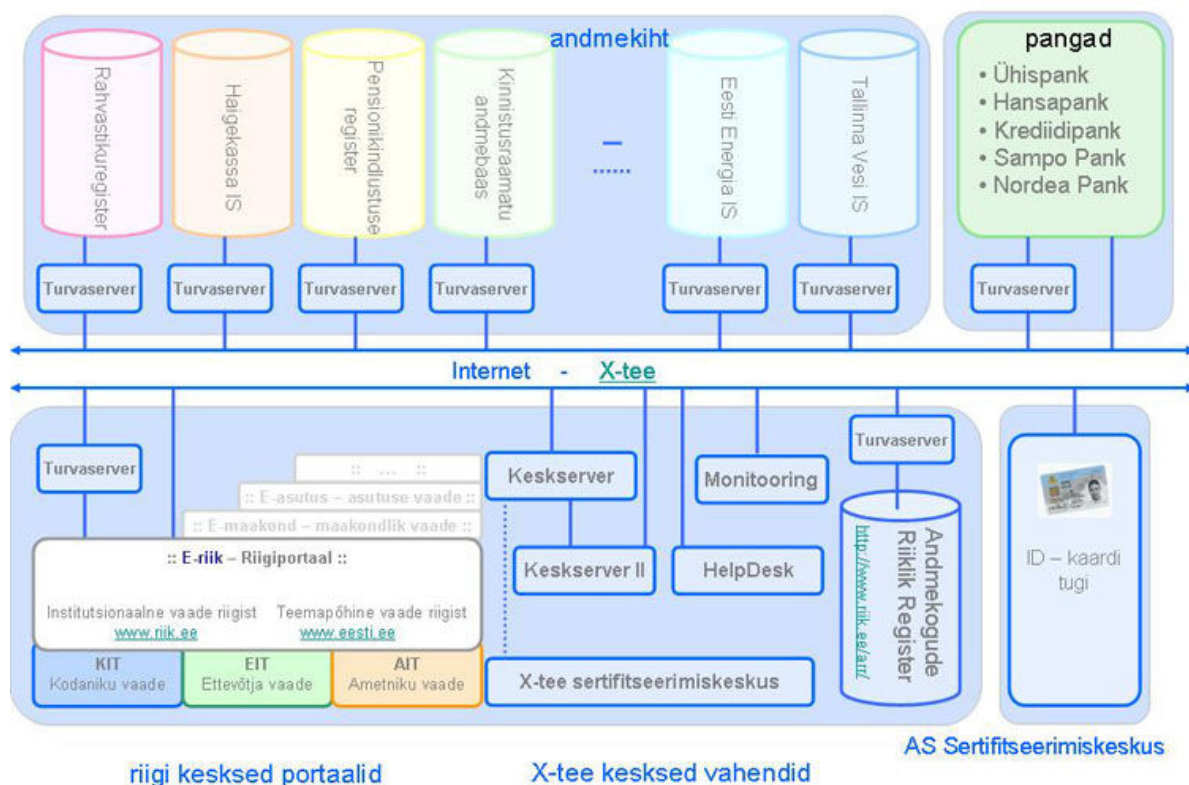 andmekiht
Rahvastikuregister
Haigekassa IS
Pensionikindlustuse
register
Kinnistusraamatu
andmebaas
......
Eesti Energia IS
Tallinna Vesi IS
pangad
• Ühispank
• Hansapank
• Krediidipank
• Sampo Pank
• Nordea Pank
Turvaserver
Turvaserver
Turvaserver
Turvaserver
Turvaserver
Turvaserver
Turvaserver
Internet - X-tee
Turvaserver
:: ... ::
:: E-asutus – asutuse vaade ::
:: E-maakond – maakondlik vaade ::
:: E-riik – Riigiportaal ::
Institutsionaalne vaade riigist
www.riik.ee
Teemapõhine vaade riigist
www.eesti.ee
KIT
Kodaniku vaade
EIT
Ettevõtja vaade
AIT
Ametniku vaade
Keskserver
Keskserver II
X-tee sertifitseerimiskeskus
Monitooring
HelpDesk
Turvaserver
Andmekogude
Riiklik Register
http://www.riik.ee/arr/
ID – kaardi
tugi
AS Sertifitseerimiskeskus
riigi kesksed portaalid
X-tee kesksed vahendid